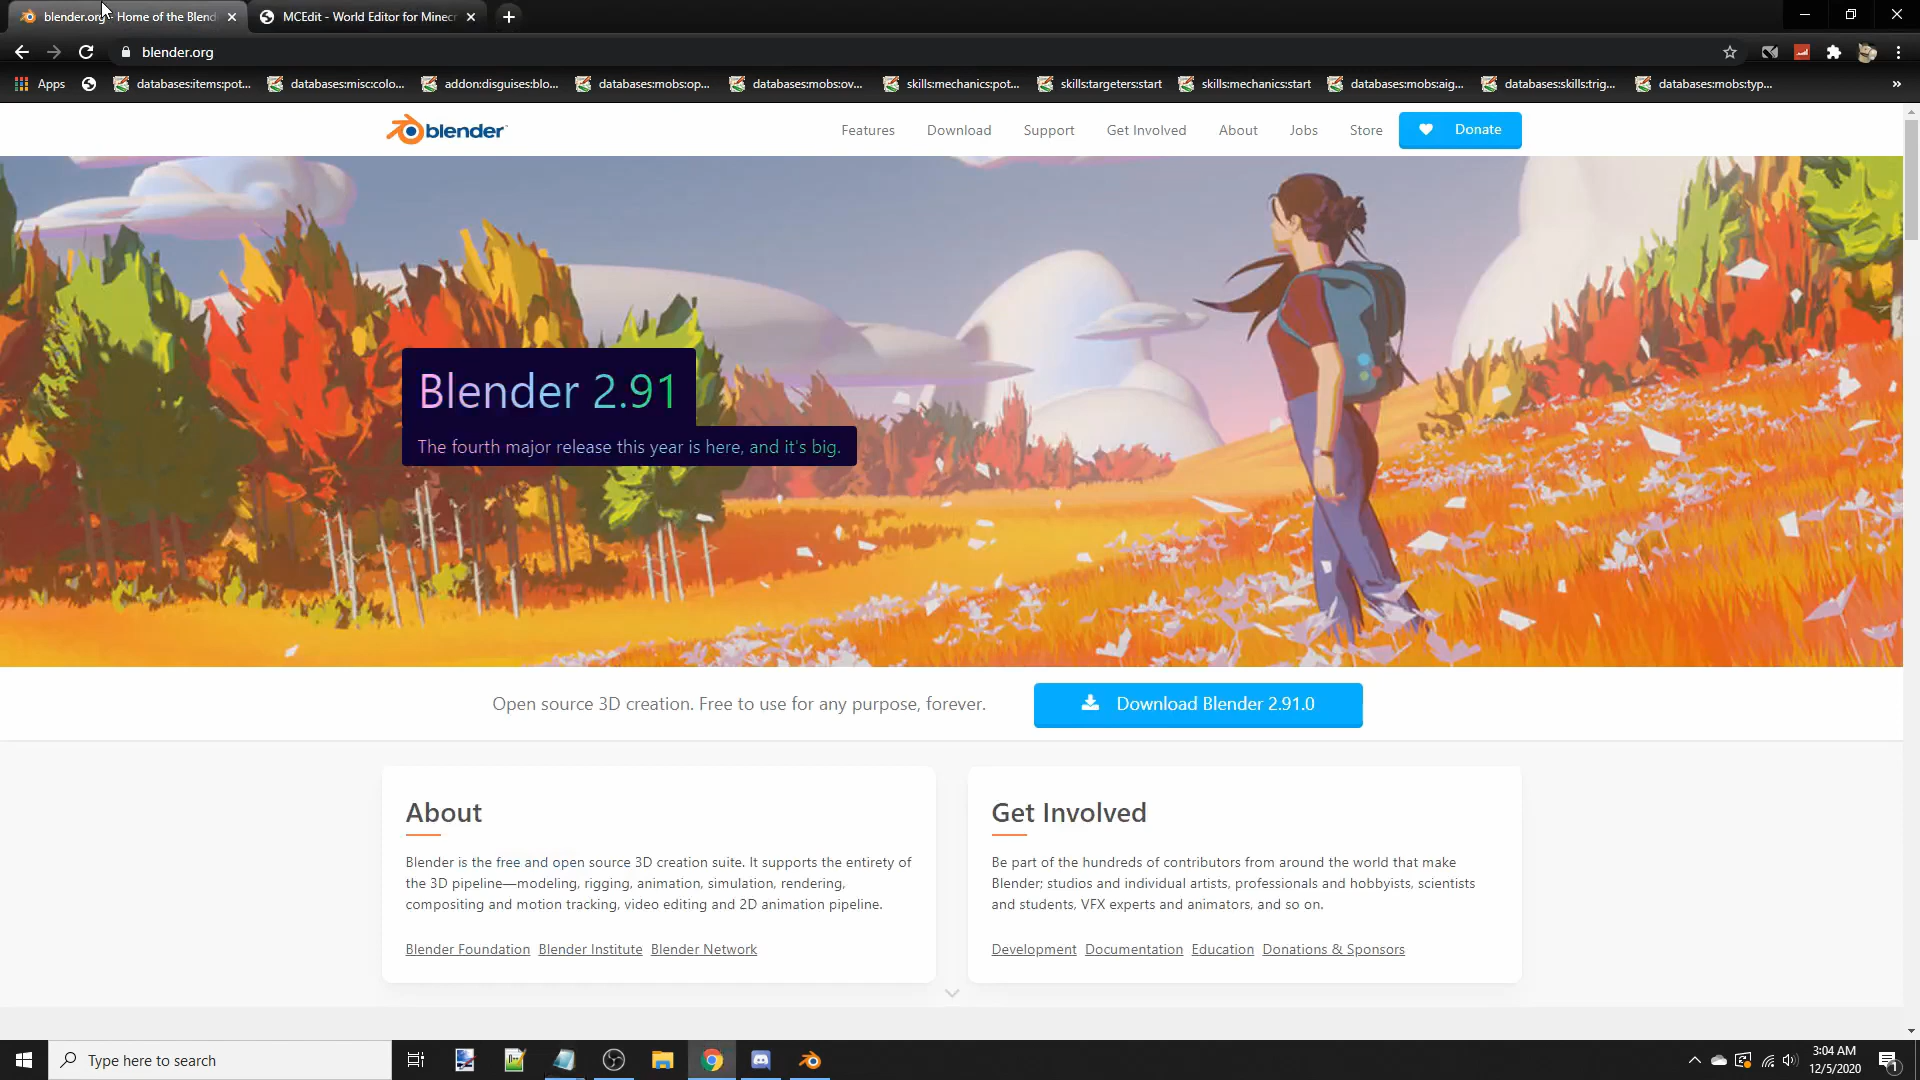 blender.org - Home of the Blend
MCEdit - World Editor for Minecr
blender.org
Apps
databases:items:pot...
databases:misc:colo...
addon:disguises:blo...
databases:mobs:op...
databases:mobs:ov...
skills:mechanics:pot...
skills:targeters:start
skills:mechanics:start
databases:mobs:aig...
databases:skills:trig...
databases:mobs:typ...
»
blender™
Features
Download
Support
Get Involved
About
Jobs
Store
Donate
Blender 2.91
The fourth major release this year is here, and it's big.
Open source 3D creation. Free to use for any purpose, forever.
Download Blender 2.91.0
About
Blender is the free and open source 3D creation suite. It supports the entirety of
the 3D pipeline—modeling, rigging, animation, simulation, rendering,
compositing and motion tracking, video editing and 2D animation pipeline.
Blender Foundation Blender Institute Blender Network
Get Involved
Be part of the hundreds of contributors from around the world that make
Blender; studios and individual artists, professionals and hobbyists, scientists
and students, VFX experts and animators, and so on.
Development Documentation Education Donations & Sponsors
Type here to search
3:04 AM
12/5/2020
1